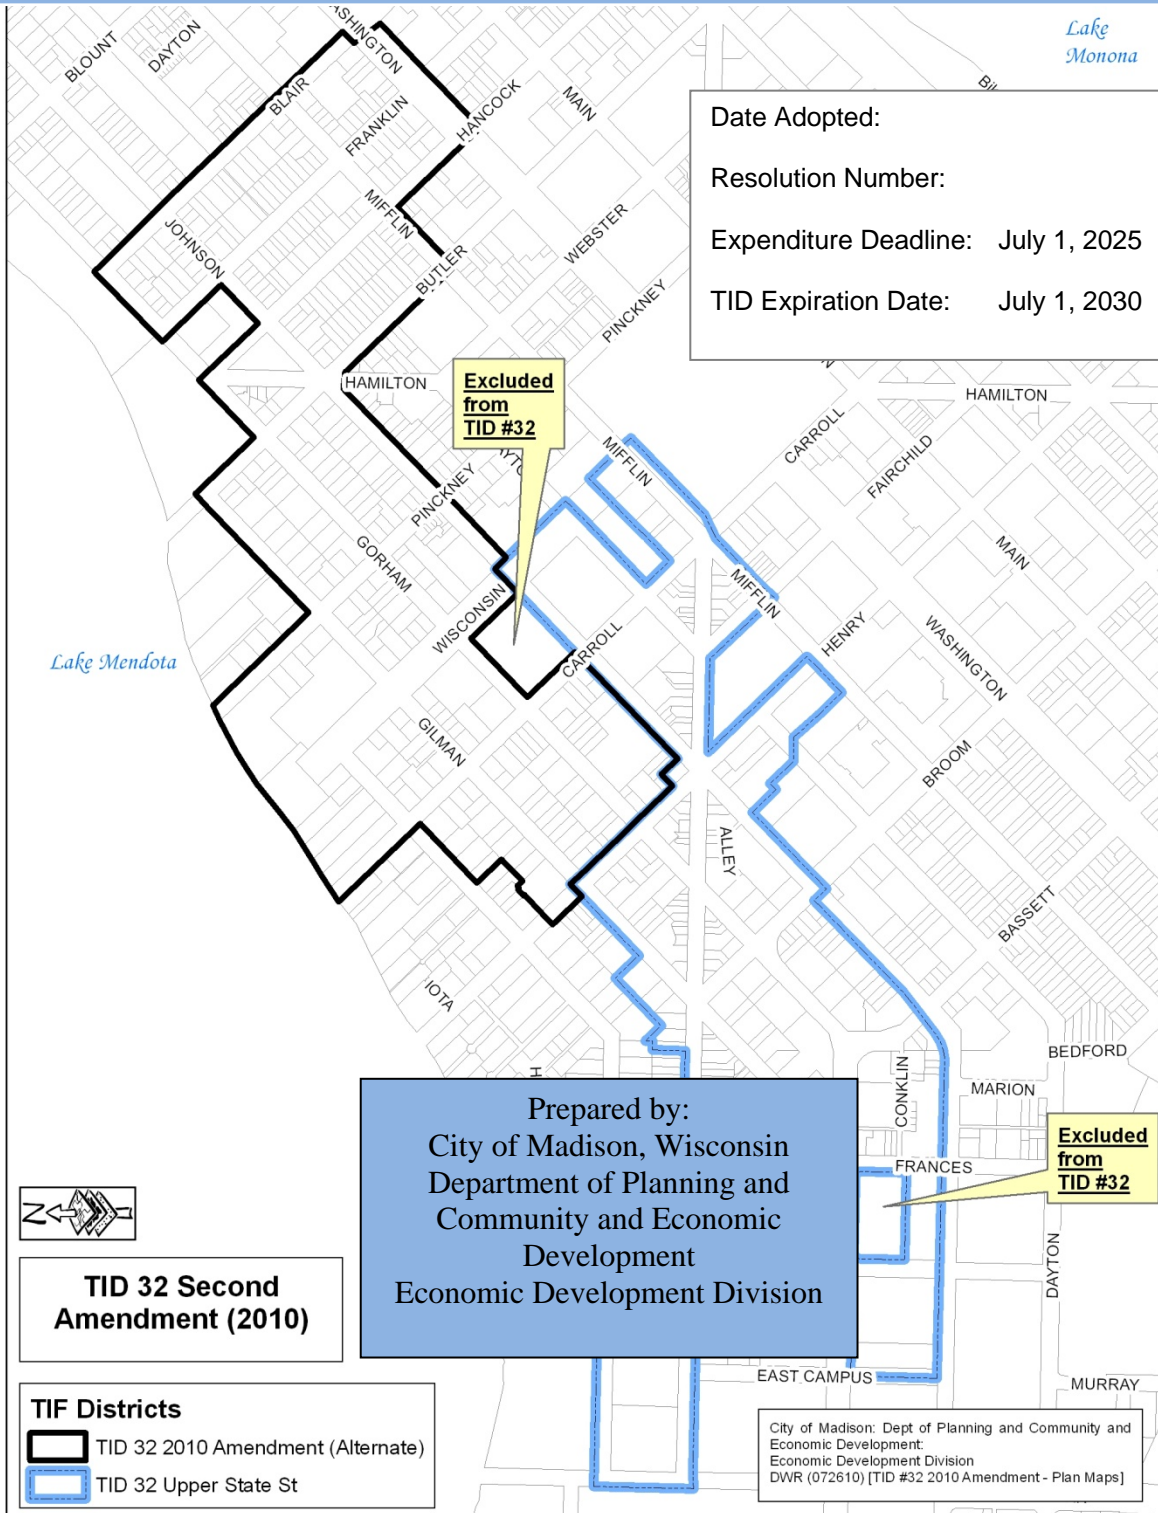 Lake
Monona
BLOUNT
DAYTON
BLAIR
FRANKLIN
HANCOCK
MAIN
MIFFLIN
JOHNSON
BUTLER
WEBSTER
PINCKNEY
HAMILTON
Date Adopted:
Resolution Number:
Expenditure Deadline: July 1, 2025
TID Expiration Date: July 1, 2030
Excluded
from
TID #32
HAMILTON
CARROLL
FAIRCHILD
MIFFLIN
PINCKNEY
GORHAM
WISCONSIN
CARROLL
MIFFLIN
HENRY
MAIN
WASHINGTON
Lake Mendota
GILMAN
BROOM
ALLEY
BASSETT
IOTA
BEDFORD
MARION
CONKLIN
FRANCES
Prepared by:
City of Madison, Wisconsin
Department of Planning and
Community and Economic
Development
Economic Development Division
Excluded
from
TID #32
DAYTON
N
TID 32 Second
Amendment (2010)
EAST CAMPUS
MURRAY
TIF Districts
TID 32 2010 Amendment (Alternate)
TID 32 Upper State St
City of Madison: Dept of Planning and Community and
Economic Development:
Economic Development Division
DWR (072610) [TID #32 2010 Amendment - Plan Maps]